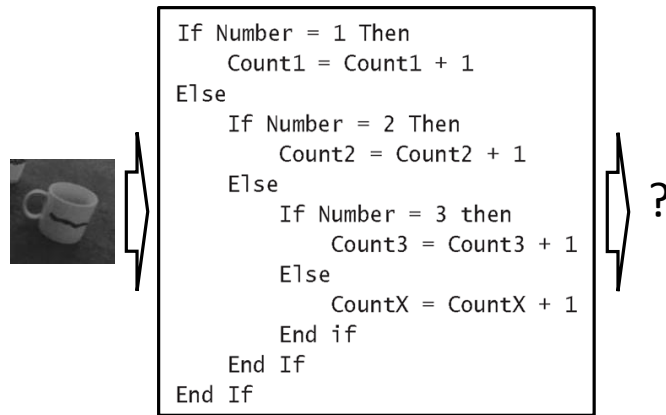 If Number = 1 Then
Count1 = Count1 + 1
Else
If Number = 2 Then
Count2 = Count2 + 1
Else
If Number = 3 then
Count3 = Count3 + 1
Else
CountX = CountX + 1
End if
End If
End If
?